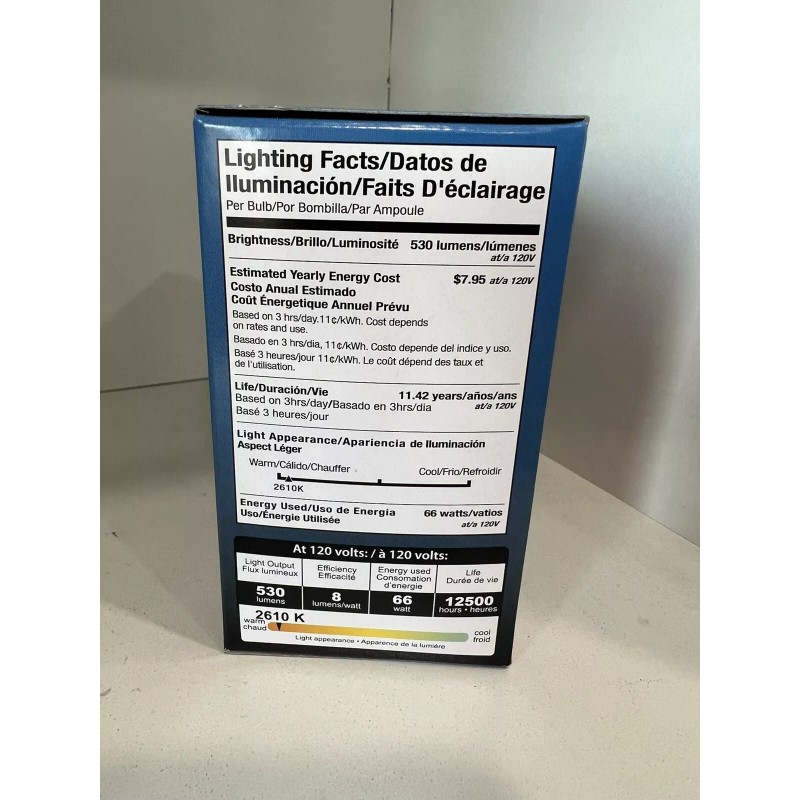 Lighting Facts/Datos de
Iluminación/Faits D'éclairage
Per Bulb/Por Bombilla/Par Ampoule
Brightness/Brillo/Luminosité 530 lumens/lúmenes
at/a 120V
Estimated Yearly Energy Cost $7.95 at/a 120V
Costo Anual Estimado
Coût Énergetique Annuel Prévu
Based on 3 hrs/day.11¢/kWh. Cost depends
on rates and use.
Basado en 3 hrs/dia, 11¢/kWh. Costo depende del indice y uso.
Basé 3 heures/jour 11¢/kWh. Le coût dépend des taux et
de l'utilisation.
Life/Duración/Vie 11.42 years/años/ans
Based on 3hrs/day/Basado en 3hrs/dia at/a 120V
Basé 3 heures/jour
Light Appearance/Apariencia de Iluminación
Aspect Léger
Warm/Cálido/Chauffer Cool/Frio/Refroidir
2610K
Energy Used/Uso de Energia 66 watts/vatios
Uso/Énergie Utilisée at/a 120V
At 120 volts: / à 120 volts:
Light Output Efficiency Energy used Life
Flux lumineux Efficacité Consomation Durée de vie
d'energie
530 8 66 12500
lumens lumens/watt watt hours • heures
2610 K
warm cool
chaud froid
Light appearance • Apparence de la lumière